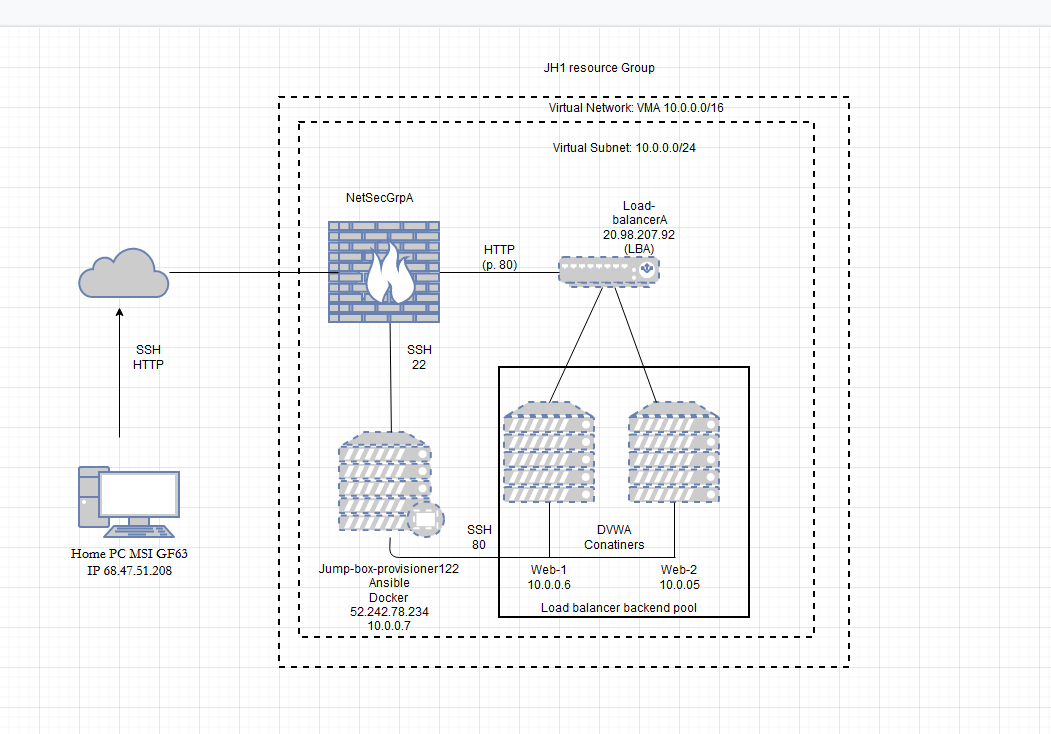 JH1 resource Group
Virtual Network: VMA 10.0.0.0/16
Virtual Subnet: 10.0.0.0/24
NetSecGrpA
Load-
balancerA
20.98.207.92
(LBA)
HTTP
(p. 80)
SSH
HTTP
SSH
22
Home PC MSI GF63
IP 68.47.51.208
SSH
80
DVWA
Conatiners
Jump-box-provisioner122
Ansible
Docker
52.242.78.234
10.0.0.7
Web-1
10.0.0.6
Web-2
10.0.05
Load balancer backend pool